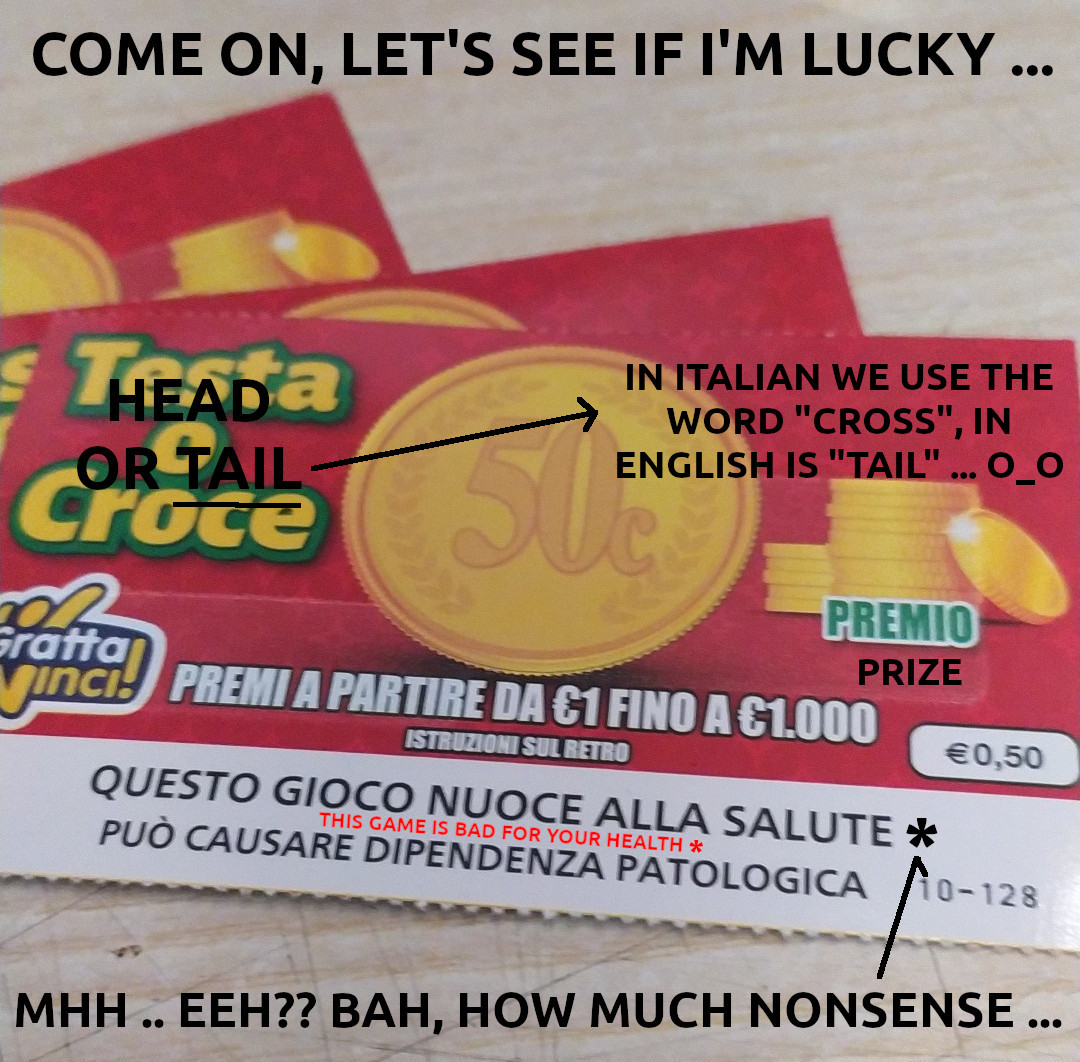 COME ON, LET'S SEE IF I'M LUCKY ...
Testa
o
Croce
HEAD
OR TAIL
IN ITALIAN WE USE THE
WORD "CROSS", IN
ENGLISH IS "TAIL" ... O_O
50c
PREMIO
PRIZE
Gratta
Vinci!
PREMI A PARTIRE DA €1 FINO A €1.000
ISTRUZIONI SUL RETRO
€0,50
QUESTO GIOCO NUOCE ALLA SALUTE *
THIS GAME IS BAD FOR YOUR HEALTH *
PUÒ CAUSARE DIPENDENZA PATOLOGICA
10-128
MHH .. EEH?? BAH, HOW MUCH NONSENSE ...